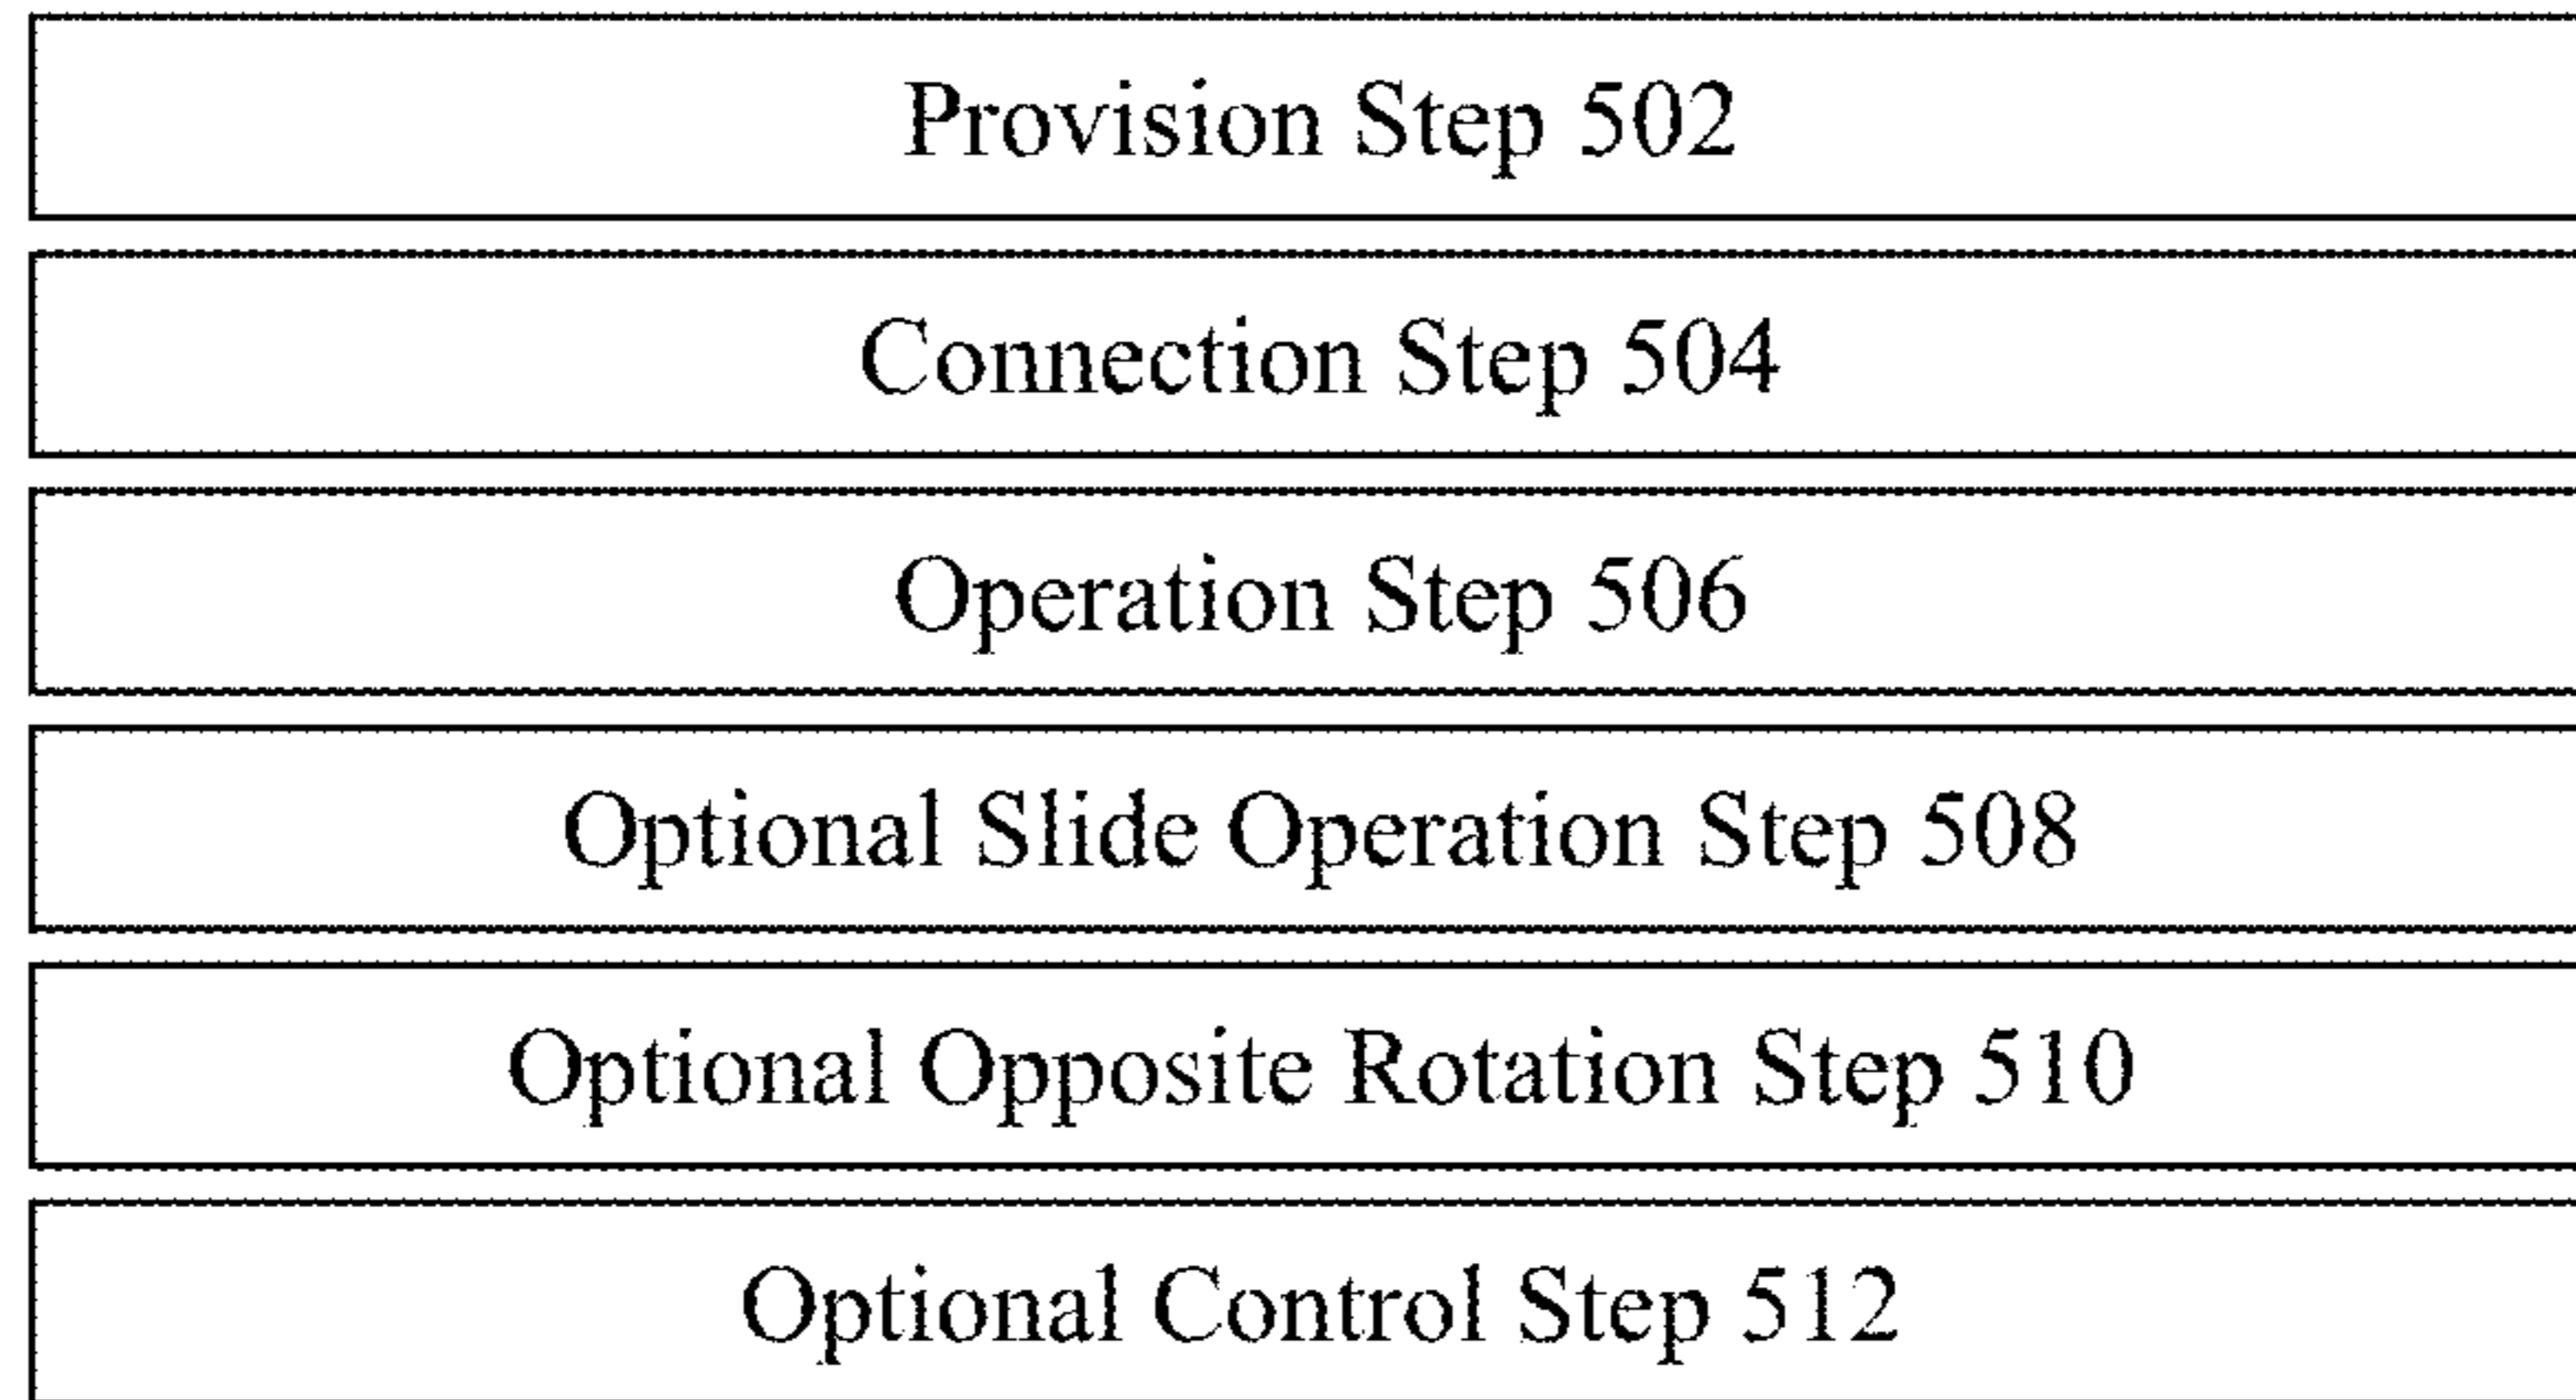 Provision Step 502
Connection Step 504
Operation Step 506
Optional Slide Operation Step 508
Optional Opposite Rotation Step 510
Optional Control Step 512